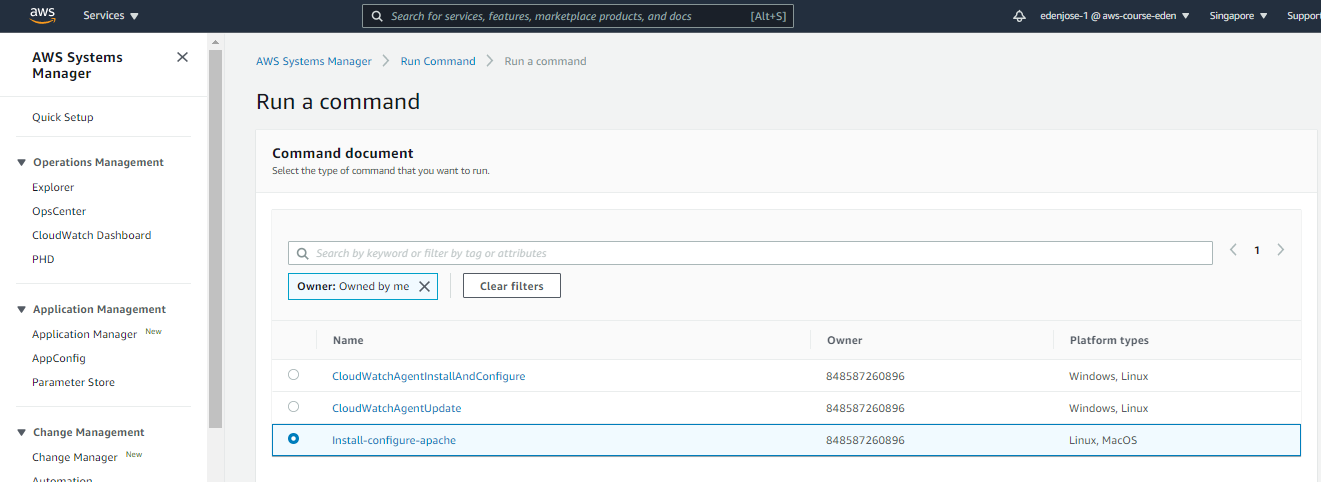 aws Services Search for services, features, marketplace products, and docs [Alt+S] edenjose-1 @ aws-course-eden Singapore Support
AWS Systems
Manager
Quick Setup
Operations Management
Explorer
OpsCenter
CloudWatch Dashboard
PHD
Application Management
Application Manager New
AppConfig
Parameter Store
Change Management
Change Manager New
Automation
AWS Systems Manager Run Command Run a command
Run a command
Command document
Select the type of command that you want to run.
Search by keyword or filter by tag or attributes 1
Owner: Owned by me Clear filters
Name Owner Platform types
CloudWatchAgentInstallAndConfigure 848587260896 Windows, Linux
CloudWatchAgentUpdate 848587260896 Windows, Linux
Install-configure-apache 848587260896 Linux, MacOS